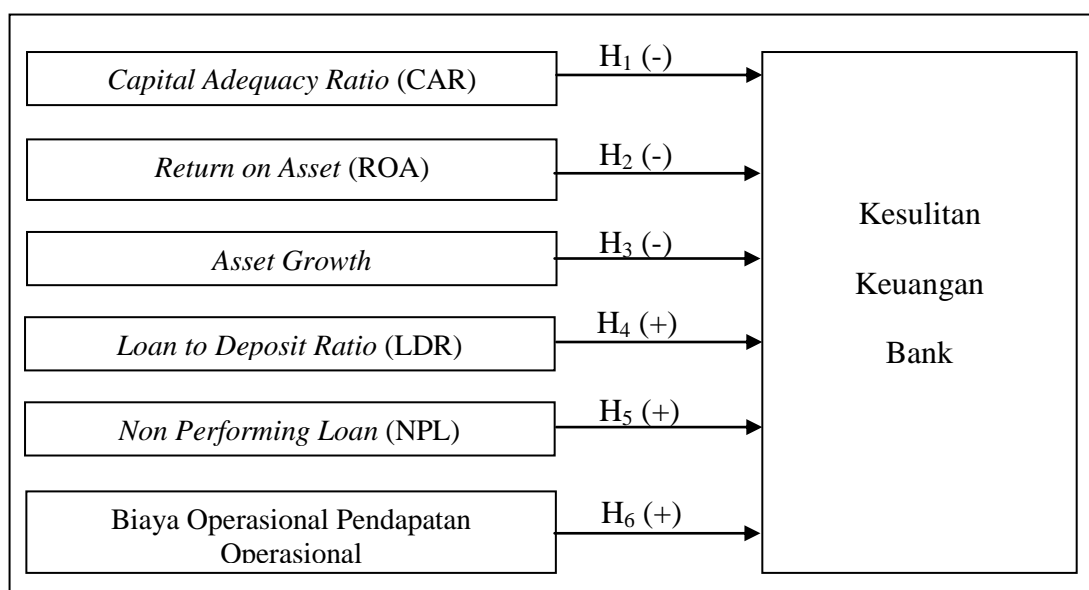 Capital Adequacy Ratio (CAR)
H₁ (-)
Return on Asset (ROA)
H₂ (-)
Asset Growth
H₃ (-)
Loan to Deposit Ratio (LDR)
H₄ (+)
Non Performing Loan (NPL)
H₅ (+)
Biaya Operasional Pendapatan
Operasional
H₆ (+)
Kesulitan
Keuangan
Bank